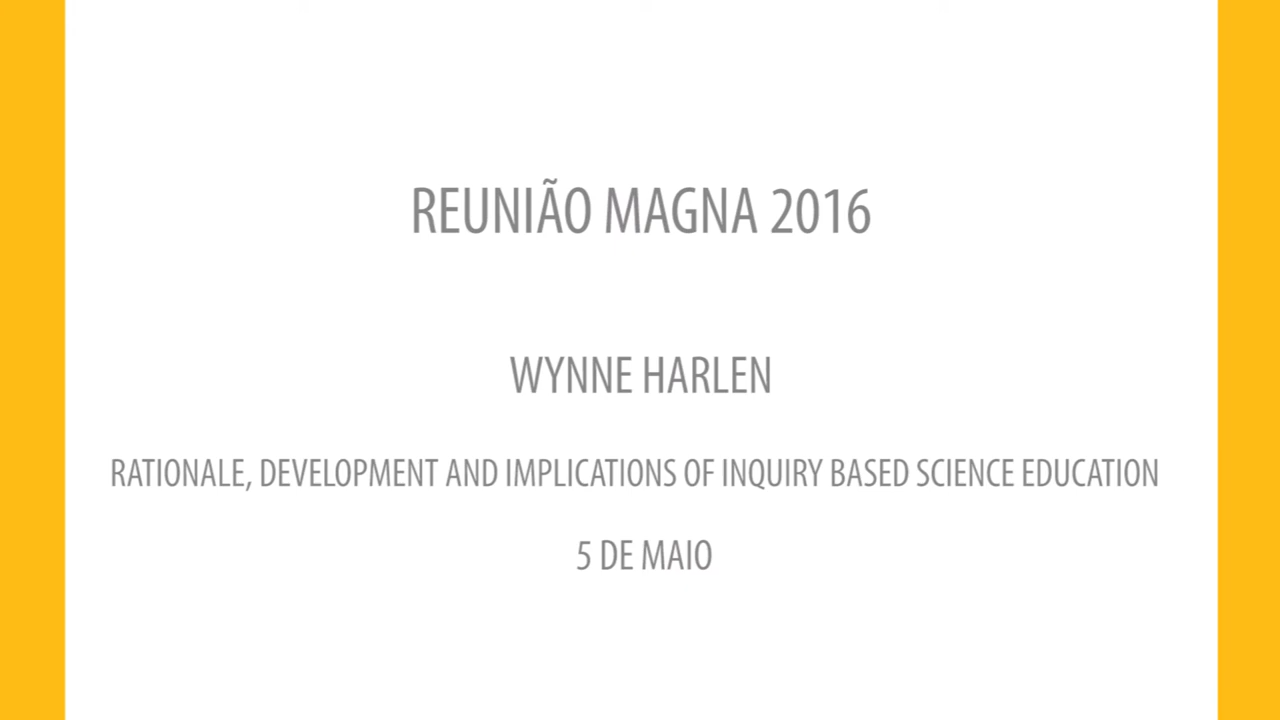 REUNIÃO MAGNA 2016
WYNNE HARLEN
RATIONALE, DEVELOPMENT AND IMPLICATIONS OF INQUIRY BASED SCIENCE EDUCATION
5 DE MAIO